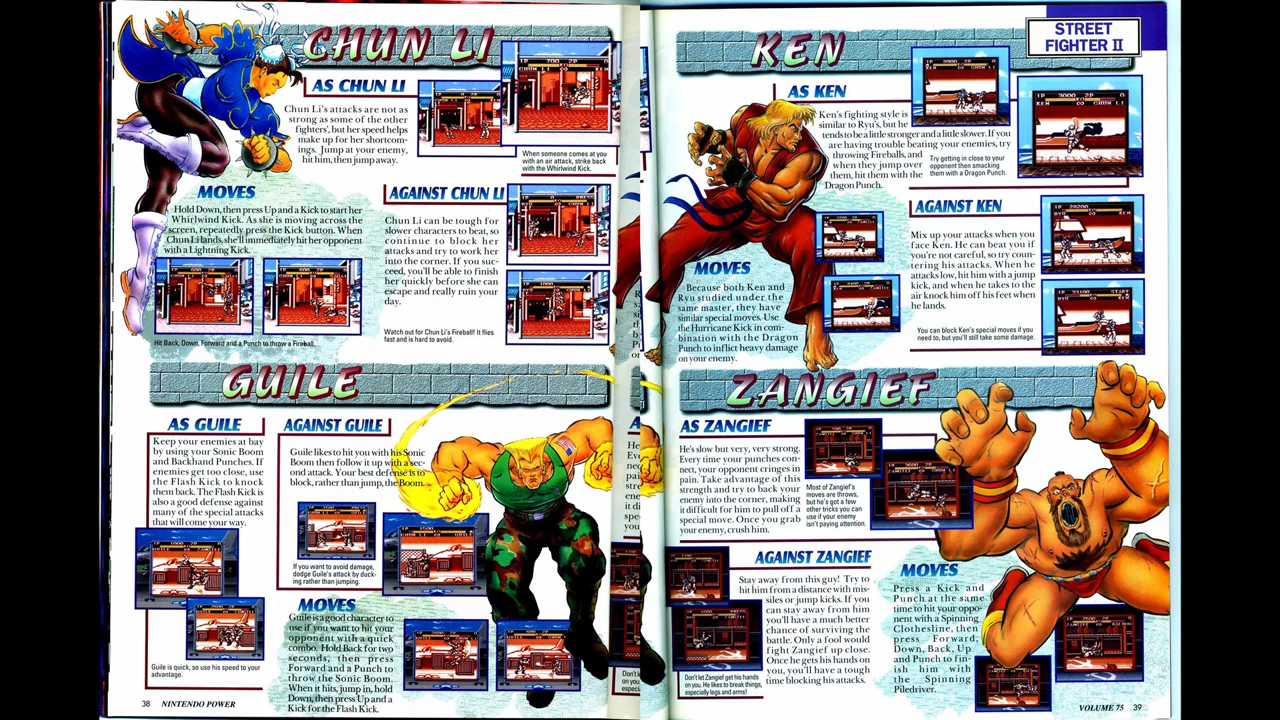 CHUN LI
AS CHUN LI
Chun Li's attacks are not as
strong as some of the other
fighters', but her speed helps
make up for her shortcom-
ings. Jump at your enemy,
hit him, then jump away.
When someone comes at you
with an air attack, strike back
with the Whirlwind Kick.
MOVES
Hold Down, then press Up and a Kick to start her
Whirlwind Kick. As she is moving across the
screen, repeatedly press the Kick button. When
Chun Li lands, she'll immediately hit her opponent
with a Lightning Kick.
Hit Back, Down, Forward and a Punch to throw a Fireball.
AGAINST CHUN LI
Chun Li can be tough for
slower characters to beat, so
continue to block her
attacks and try to work her
into the corner. If you suc-
ceed, you'll be able to finish
her quickly before she can
escape and really ruin your
day.
Watch out for Chun Li's Fireball! It flies
fast and is hard to avoid.
GUILE
AS GUILE
Keep your enemies at bay
by using your Sonic Boom
and Backhand Punches. If
enemies get too close, use
the Flash Kick to knock
them back. The Flash Kick is
also a good defense against
many of the special attacks
that will come your way.
Guile is quick, so use his speed to your
advantage.
AGAINST GUILE
Guile likes to hit you with his Sonic
Boom then follow it up with a sec-
ond attack. Your best defense is to
block, rather than jump, the Boom.
If you want to avoid damage,
dodge Guile's attack by duck-
ing rather than jumping.
MOVES
Guile is a good character to
use if you want to hit your
opponent with a quick
combo. Hold Back for two
seconds, then press
Forward and a Punch to
throw the Sonic Boom.
When it hits, jump in, hold
Down, then press Up and a
Kick for the Flash Kick.
38 NINTENDO POWER
STREET
FIGHTER II
KEN
AS KEN
Ken's fighting style is
similar to Ryu's, but he
tends to be a little stronger and a little slower. If you
are having trouble beating your enemies, try
throwing Fireballs, and
when they jump over
them, hit them with the
Dragon Punch.
Try getting in close to your
opponent then smacking
them with a Dragon Punch.
MOVES
Because both Ken and
Ryu studied under the
same master, they have
similar special moves. Use
the Hurricane Kick in com-
bination with the Dragon
Punch to inflict heavy damage
on your enemy.
AGAINST KEN
Mix up your attacks when you
face Ken. He can beat you if
you're not careful, so try coun-
tering his attacks. When he
attacks low, hit him with a jump
kick, and when he takes to the
air knock him off his feet when
he lands.
You can block Ken's special moves if you
need to, but you'll still take some damage.
ZANGIEF
AS ZANGIEF
He's slow but very, very strong.
Every time your punches con-
nect, your opponent cringes in
pain. Take advantage of this
strength and try to back your
enemy into the corner, making
it difficult for him to pull off a
special move. Once you grab
your enemy, crush him.
Most of Zangief's
moves are throws,
but he's got a few
other tricks you can
use if your enemy
isn't paying attention.
AGAINST ZANGIEF
Stay away from this guy! Try to
hit him from a distance with mis-
siles or jump kicks. If you
can stay away from him
you'll have a much better
chance of surviving the
battle. Only a fool would
fight Zangief up close.
Once he gets his hands on
you, you'll have a tough
time blocking his attacks.
Don't let Zangief get his hands
on you. He likes to break things,
especially legs and arms!
MOVES
Press a Kick and
Punch at the same
time to hit your oppo-
nent with a Spinning
Clothesline, then
press Forward,
Down, Back, Up
and Punch to fin-
ish him with
the Spinning
Piledriver.
VOLUME 75 39